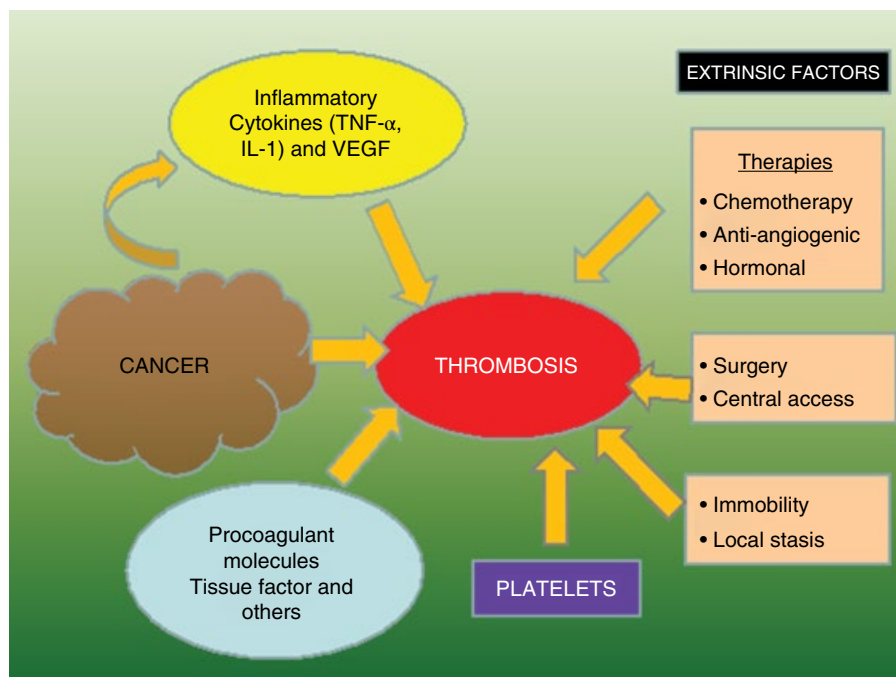 Inflammatory
Cytokines (TNF-α,
IL-1) and VEGF
EXTRINSIC FACTORS
Therapies
• Chemotherapy
• Anti-angiogenic
• Hormonal
CANCER
THROMBOSIS
• Surgery
• Central access
Procoagulant
molecules
Tissue factor and
others
PLATELETS
• Immobility
• Local stasis